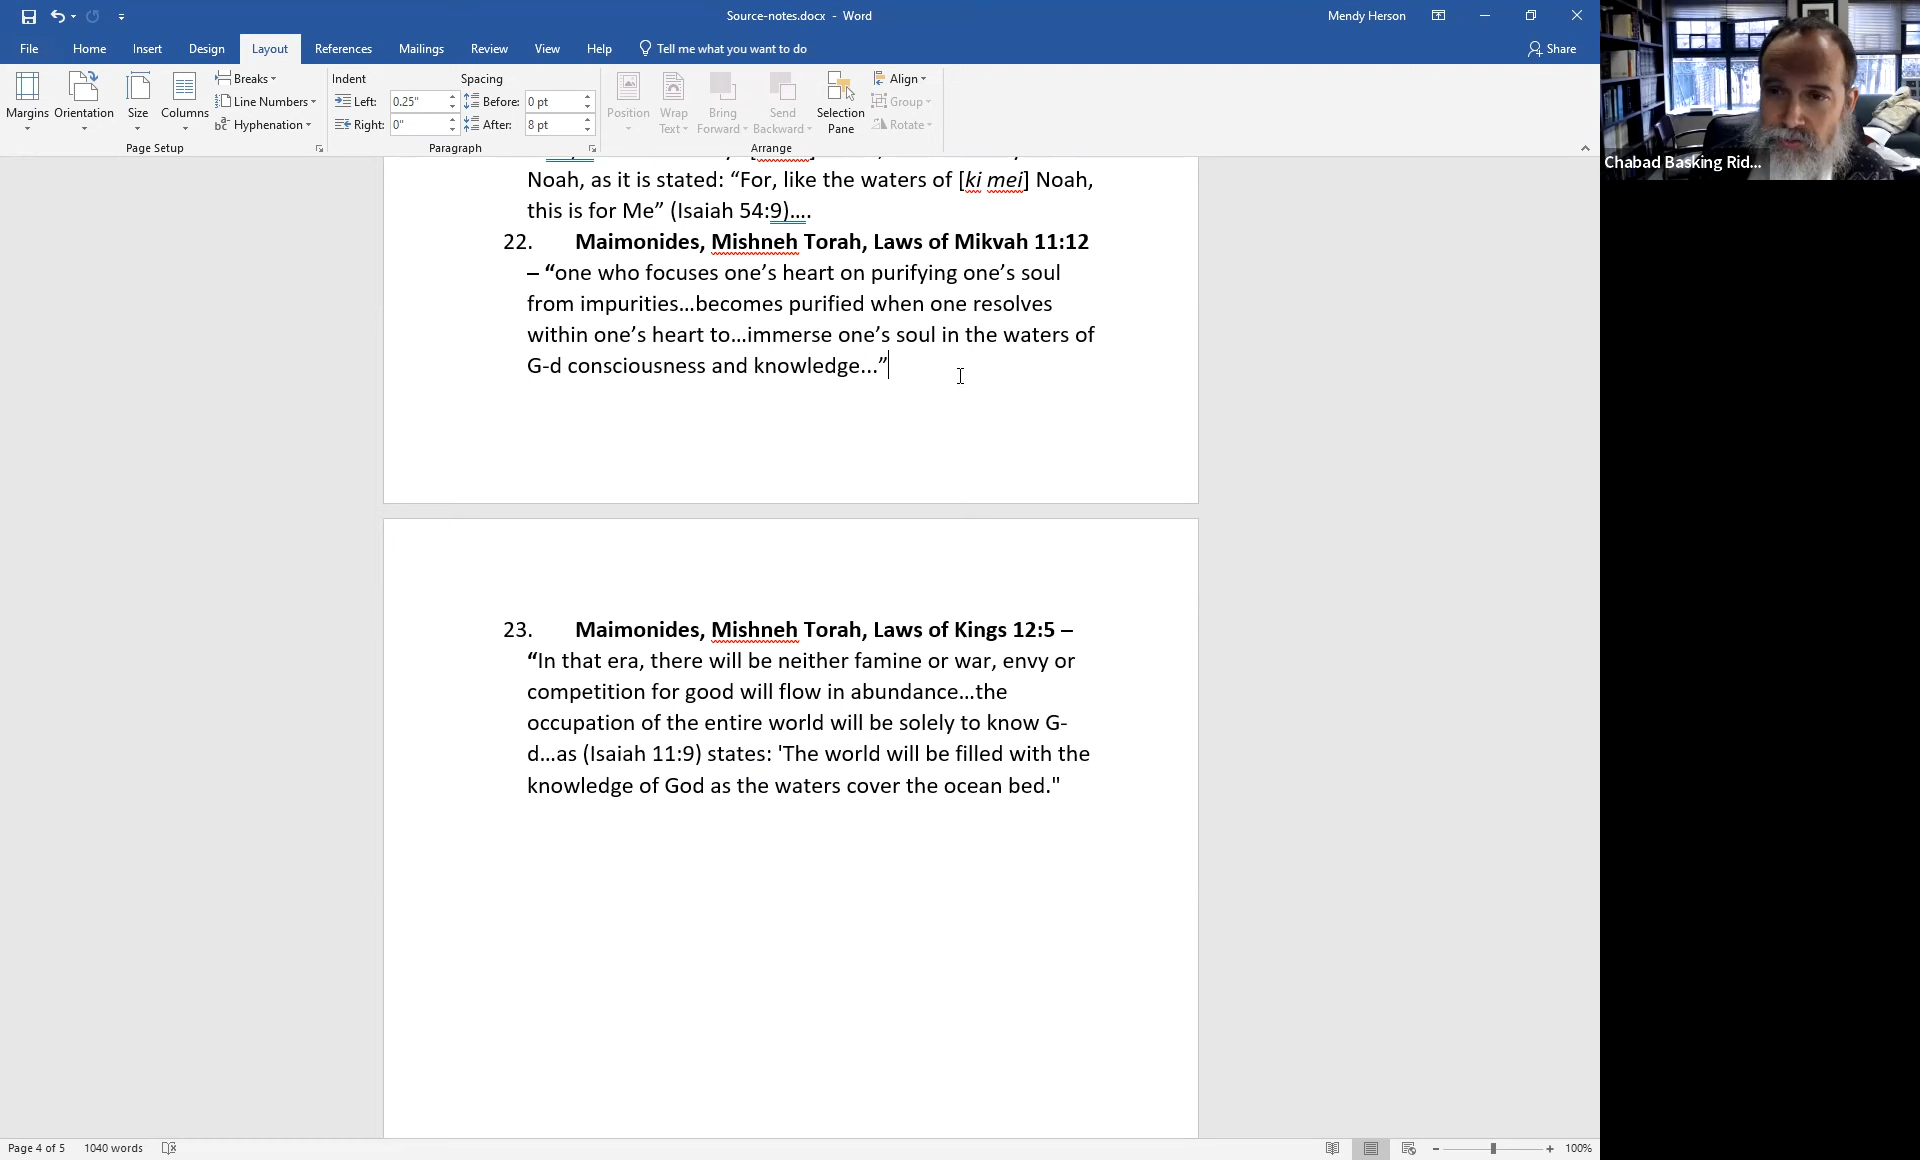 Source-notes.docx - Word
Mendy Herson
File Home Insert Design Layout References Mailings Review View Help Tell me what you want to do Share
Margins
Orientation
Size
Columns
Breaks
Line Numbers
Hyphenation
Page Setup
Indent
Left: 0.25"
Right: 0"
Spacing
Before: 0 pt
After: 8 pt
Paragraph
Position
Wrap
Text
Bring
Forward
Send
Backward
Selection
Pane
Align
Group
Rotate
Arrange
Noah, as it is stated: “For, like the waters of [ki mei] Noah,
this is for Me” (Isaiah 54:9)….
22. Maimonides, Mishneh Torah, Laws of Mikvah 11:12
– “one who focuses one’s heart on purifying one’s soul
from impurities…becomes purified when one resolves
within one’s heart to…immerse one’s soul in the waters of
G-d consciousness and knowledge...”
23. Maimonides, Mishneh Torah, Laws of Kings 12:5 –
“In that era, there will be neither famine or war, envy or
competition for good will flow in abundance…the
occupation of the entire world will be solely to know G-
d…as (Isaiah 11:9) states: 'The world will be filled with the
knowledge of God as the waters cover the ocean bed."
Chabad Basking Rid...
Page 4 of 5 1040 words
100%